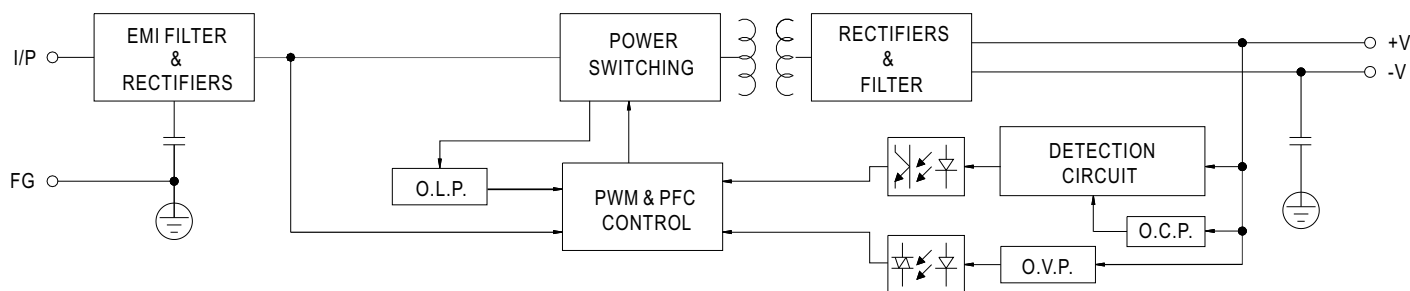 I/P
EMI FILTER
&
RECTIFIERS
POWER
SWITCHING
RECTIFIERS
&
FILTER
+V
-V
FG
O.L.P.
PWM & PFC
CONTROL
DETECTION
CIRCUIT
O.C.P.
O.V.P.